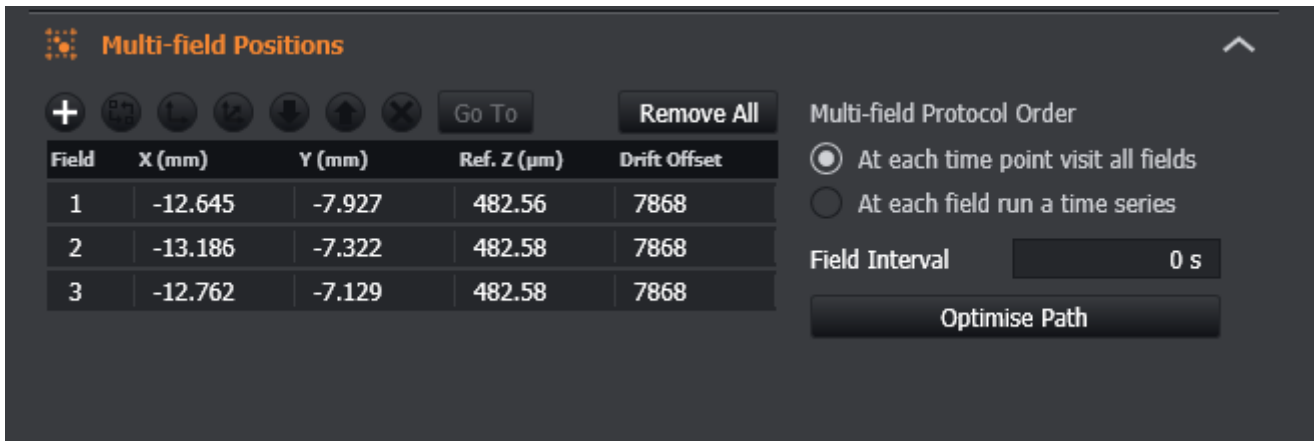 Multi-field Positions
Go To
Remove All
Field X (mm) Y (mm) Ref. Z (µm) Drift Offset
1 -12.645 -7.927 482.56 7868
2 -13.186 -7.322 482.58 7868
3 -12.762 -7.129 482.58 7868
Multi-field Protocol Order
At each time point visit all fields
At each field run a time series
Field Interval 0 s
Optimise Path